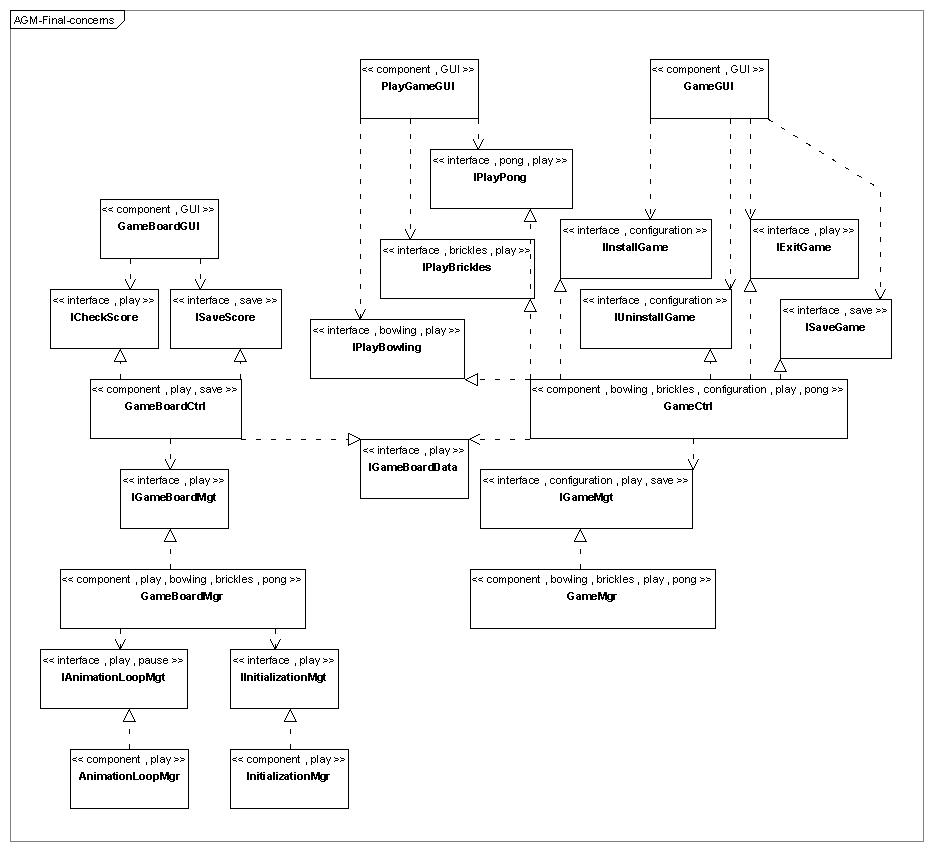 AGM-Final-concerns
<< component , GUI >>
PlayGameGUI
<< component , GUI >>
GameGUI
<< interface , pong , play >>
IPlayPong
<< component , GUI >>
GameBoardGUI
<< interface , brickles , play >>
IPlayBrickles
<< interface , configuration >>
IInstallGame
<< interface , play >>
IExitGame
<< interface , play >>
ICheckScore
<< interface , save >>
ISaveScore
<< interface , bowling , play >>
IPlayBowling
<< interface , configuration >>
IUninstallGame
<< interface , save >>
ISaveGame
<< component , play , save >>
GameBoardCtrl
<< component , bowling , brickles , configuration , play , pong >>
GameCtrl
<< interface , play >>
IGameBoardData
<< interface , play >>
IGameBoardMgt
<< interface , configuration , play , save >>
IGameMgt
<< component , play , bowling , brickles , pong >>
GameBoardMgr
<< component , bowling , brickles , play , pong >>
GameMgr
<< interface , play , pause >>
IAnimationLoopMgt
<< interface , play >>
IInitializationMgt
<< component , play >>
AnimationLoopMgr
<< component , play >>
InitializationMgr